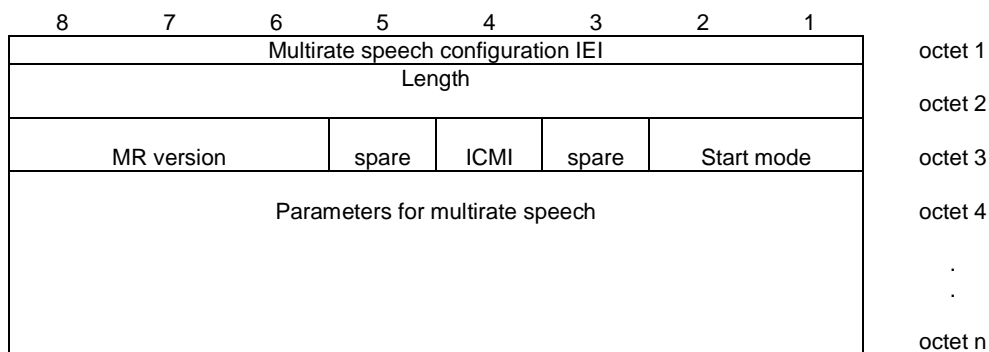 8 7 6 5 4 3 2 1
Multirate speech configuration IEI octet 1
Length
octet 2
MR version spare ICMI spare Start mode octet 3
Parameters for multirate speech octet 4
.
.
octet n